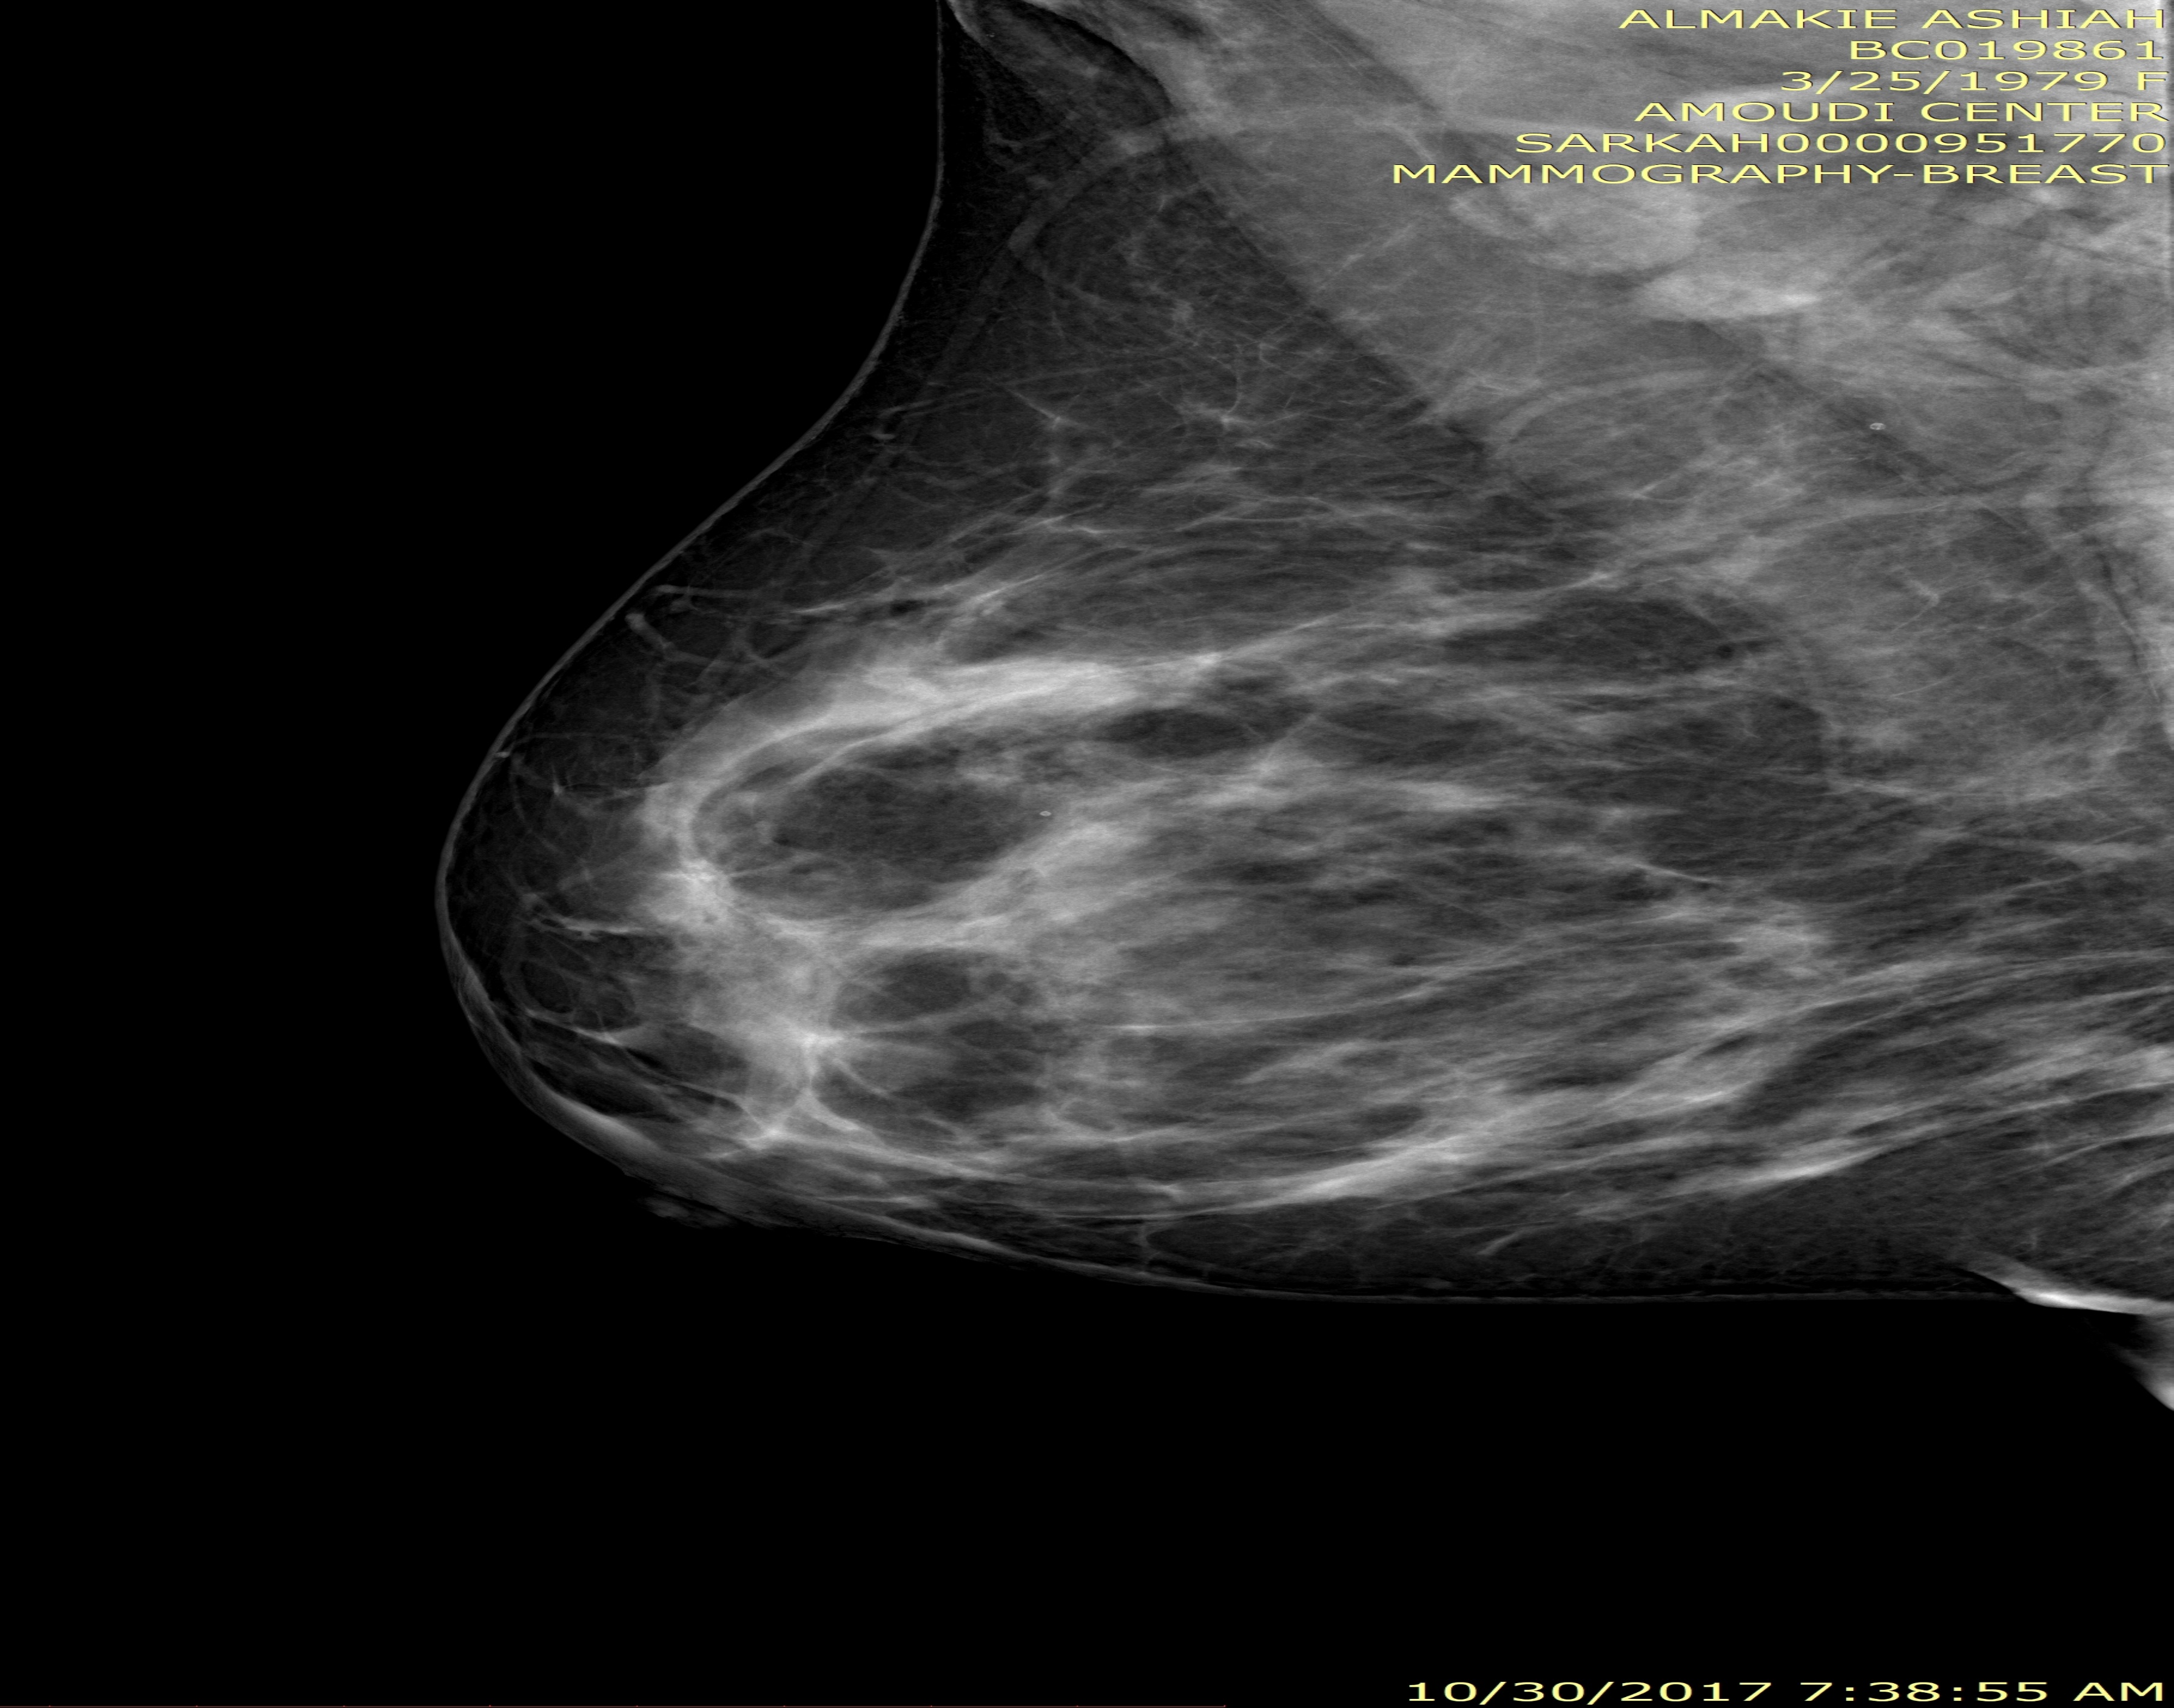 ALMAKIE ASHIAH
BC019861
3/25/1979 F
AMOUDI CENTER
SARKAH0000951770
MAMMOGRAPHY-BREAST
10/30/2017 7:38:55 AM